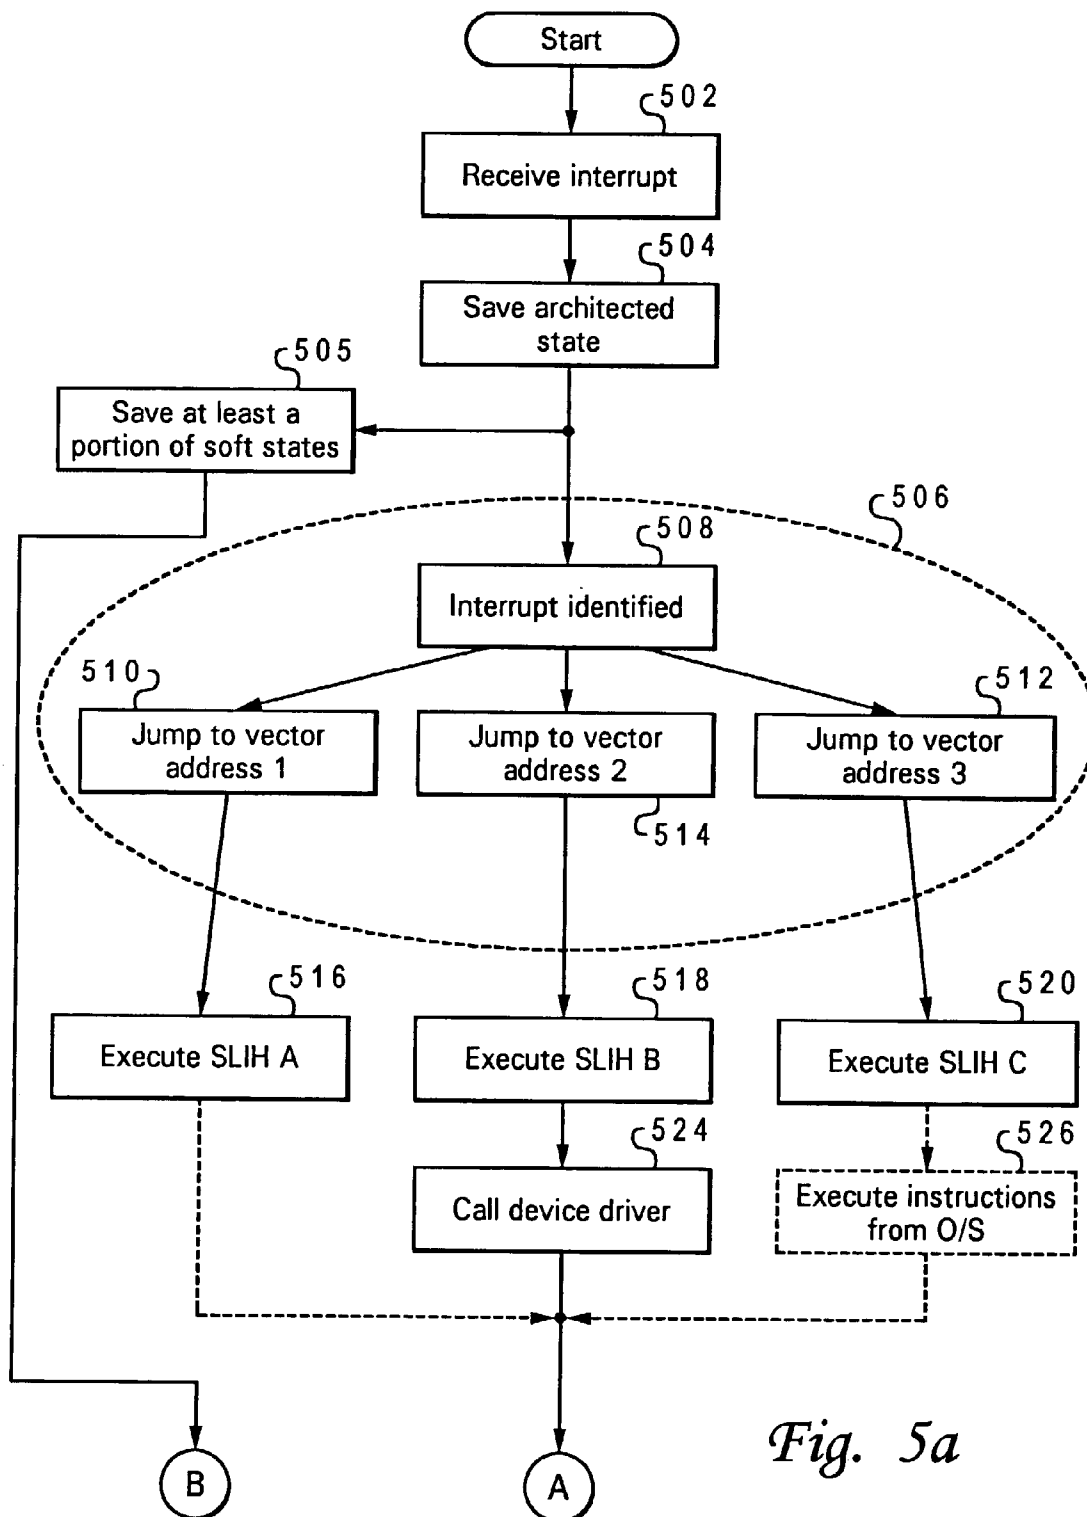 Start
502
Receive interrupt
504
Save architected
state
505
Save at least a
portion of soft states
506
508
Interrupt identified
510
Jump to vector
address 1
Jump to vector
address 2
514
512
Jump to vector
address 3
516
Execute SLIH A
518
Execute SLIH B
520
Execute SLIH C
524
Call device driver
526
Execute instructions
from O/S
B
A
Fig. 5a